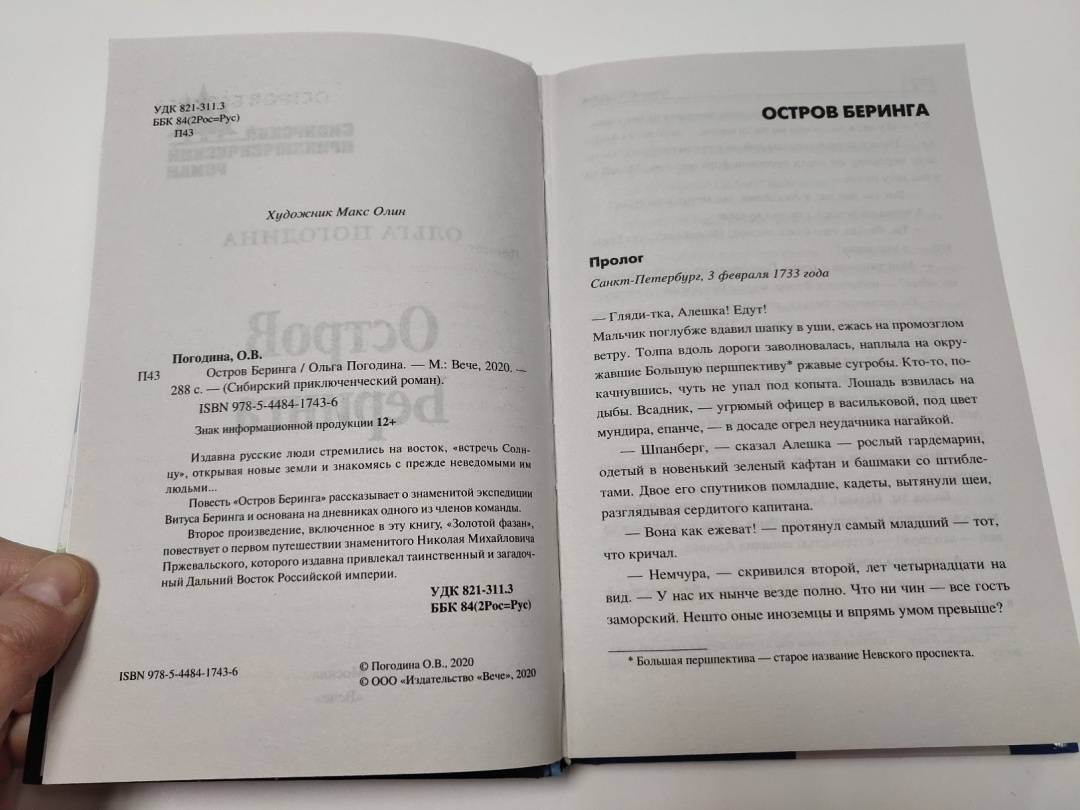 УДК 821-311.3
ББК 84(2Рос=Рус)
П43
Художник Макс Олин
Погодина, О.В.
П43
Остров Беринга / Ольга Погодина. — М.: Вече, 2020. —
288 с. — (Сибирский приключенческий роман).
ISBN 978-5-4484-1743-6
Знак информационной продукции 12+
Издавна русские люди стремились на восток, «встречь Солн-
цу», открывая новые земли и знакомясь с прежде неведомыми им
людьми...
Повесть «Остров Беринга» рассказывает о знаменитой экспедиции
Витуса Беринга и основана на дневниках одного из членов команды.
Второе произведение, включенное в эту книгу, «Золотой фазан»,
повествует о первом путешествии знаменитого Николая Михайловича
Пржевальского, которого издавна привлекал таинственный и загадоч-
ный Дальний Восток Российской империи.
УДК 821-311.3
ББК 84(2Рос=Рус)
ISBN 978-5-4484-1743-6
© Погодина О.В., 2020
© ООО «Издательство «Вече», 2020
ОСТРОВ БЕРИНГА
Пролог
Санкт-Петербург, 3 февраля 1733 года
— Гляди-тка, Алешка! Едут!
Мальчик поглубже вдавил шапку в уши, ежась на промозглом
ветру. Толпа вдоль дороги заволновалась, наплыла на окру-
жавшие Большую першпективу* ржавые сугробы. Кто-то, по-
качнувшись, чуть не упал под копыта. Лошадь взвилась на
дыбы. Всадник, — угрюмый офицер в васильковой, под цвет
мундира, епанче, — в досаде огрел неудачника нагайкой.
— Шпанберг, — сказал Алешка — рослый гардемарин,
одетый в новенький зеленый кафтан и башмаки со штибле-
тами. Двое его спутников помладше, кадеты, вытянули шеи,
разглядывая сердитого капитана.
— Вона как ежеват! — протянул самый младший — тот,
что кричал.
— Немчура, — скривился второй, лет четырнадцати на
вид. — У нас их нынче везде полно. Что ни чин — все гость
заморский. Нешто оные иноземцы и впрямь умом превыше?
* Большая першпектива — старое название Невского проспекта.